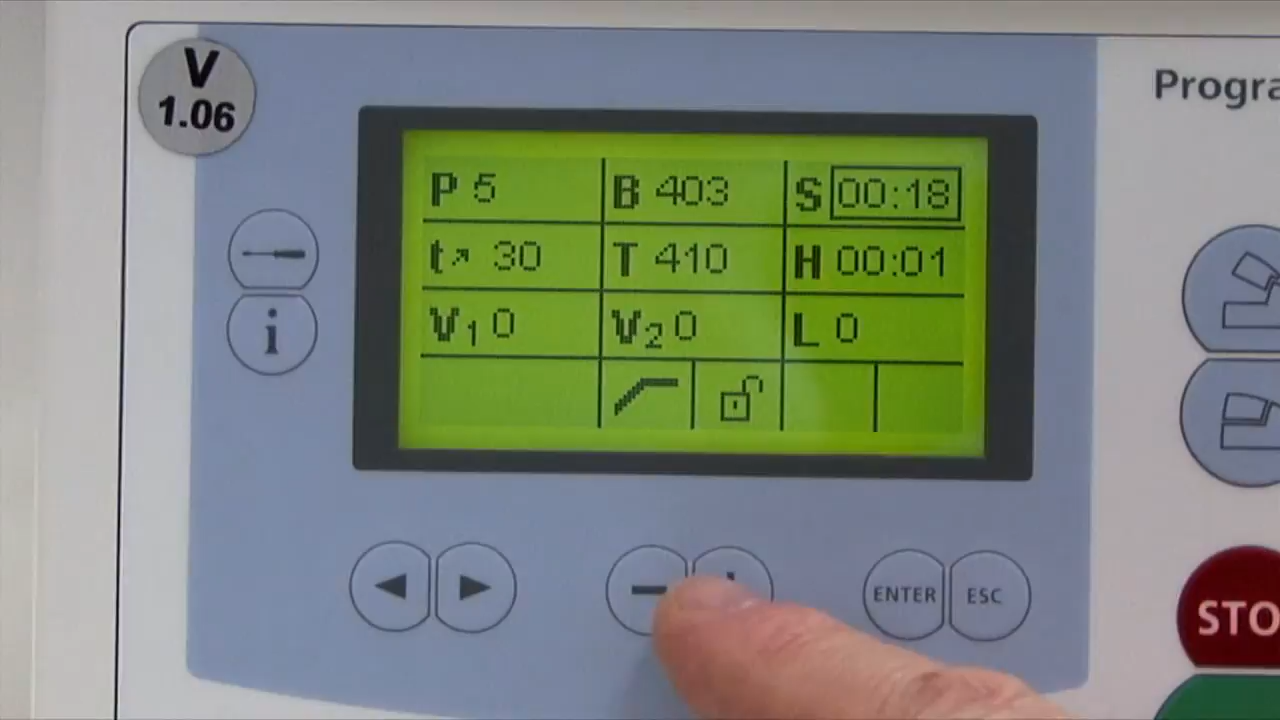 V
1.06
Progra
P 5 B 403 S 00:18
t↗ 30 T 410 H 00:01
V₁ 0 V₂ 0 L 0
i
ENTER ESC
STO